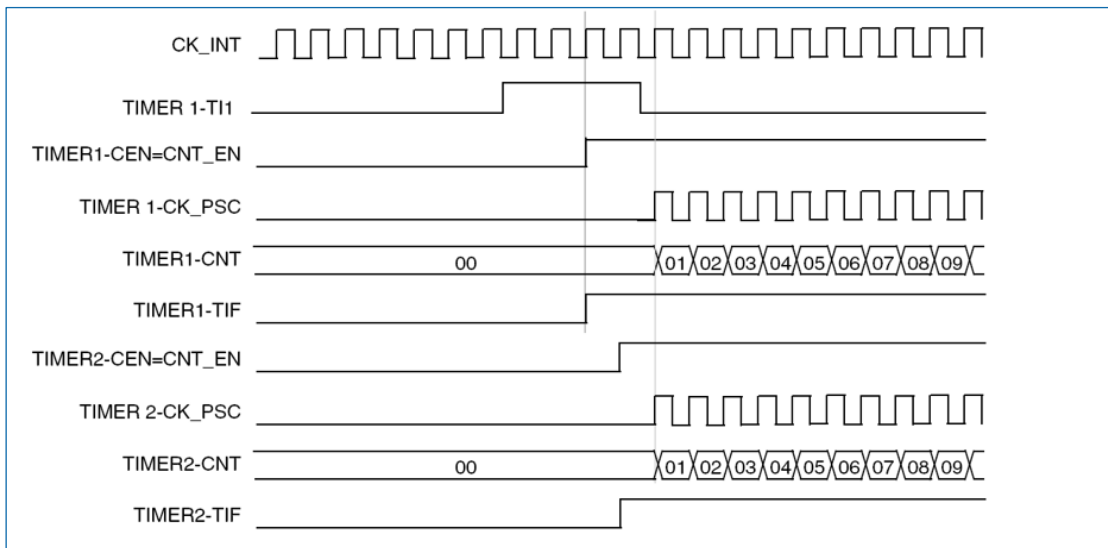 CK_INT
TIMER 1-TI1
TIMER1-CEN=CNT_EN
TIMER 1-CK_PSC
TIMER1-CNT 00 01 02 03 04 05 06 07 08 09
TIMER1-TIF
TIMER2-CEN=CNT_EN
TIMER 2-CK_PSC
TIMER2-CNT 00 01 02 03 04 05 06 07 08 09
TIMER2-TIF